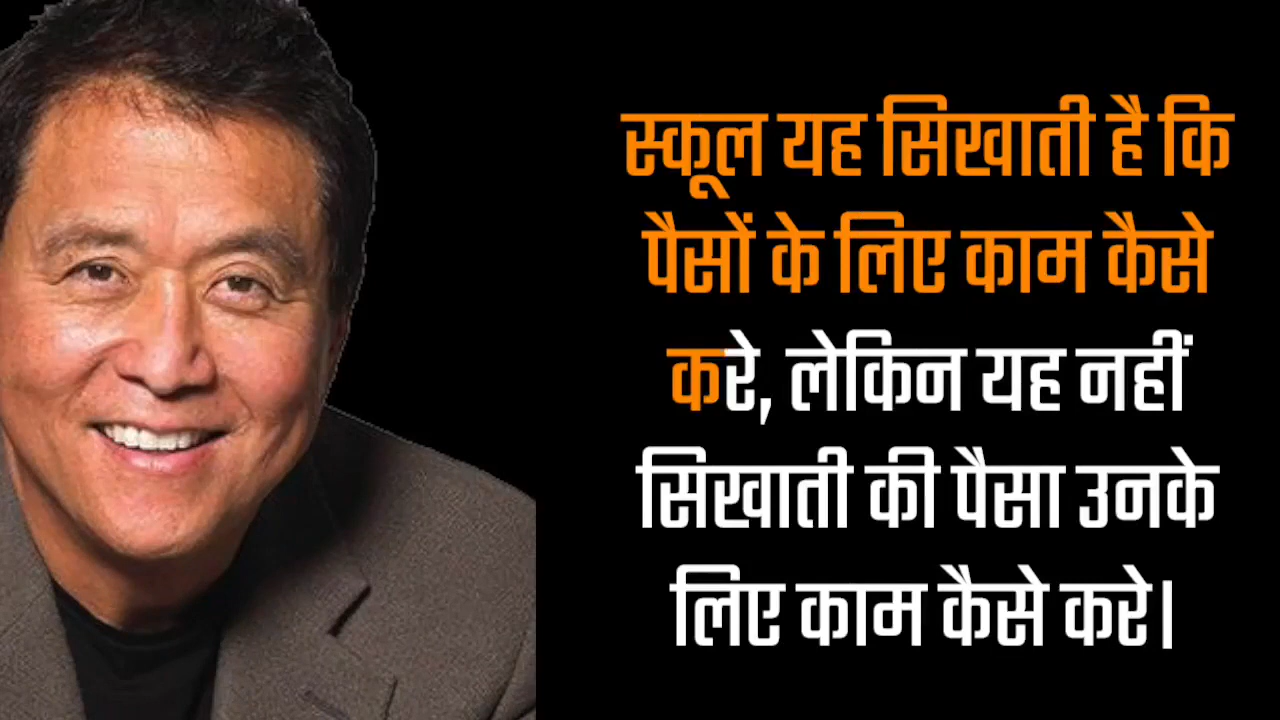 स्कूल यह सिखाती है कि
पैसों के लिए काम कैसे
करे, लेकिन यह नहीं
सिखाती की पैसा उनके
लिए काम कैसे करे।